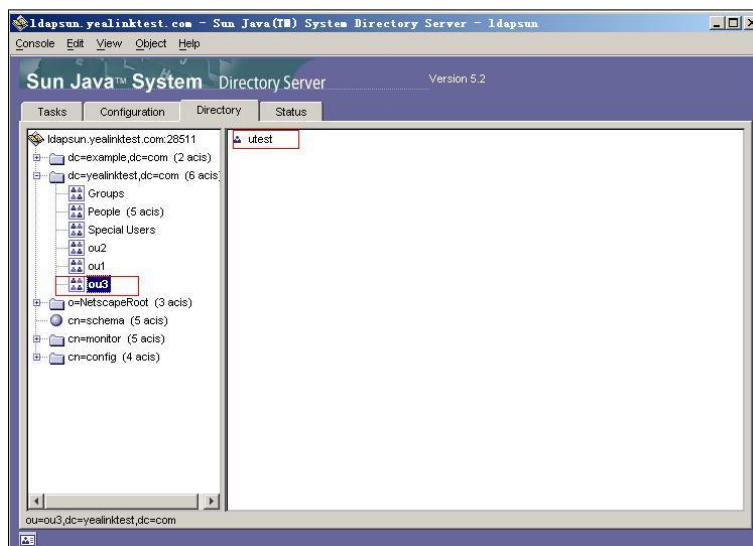 ldapsun.yealinktest.com - Sun Java(TM) System Directory Server - ldapsun
Console Edit View Object Help
Sun Java™ System Directory Server Version 5.2
Tasks Configuration Directory Status
ldapsun.yealinktest.com:28511
utest
dc=example,dc=com (2 acis)
dc=yealinktest,dc=com (6 acis
Groups
People (5 acis)
Special Users
ou2
ou1
ou3
o=NetscapeRoot (3 acis)
cn=schema (5 acis)
cn=monitor (5 acis)
cn=config (4 acis)
ou=ou3,dc=yealinktest,dc=com